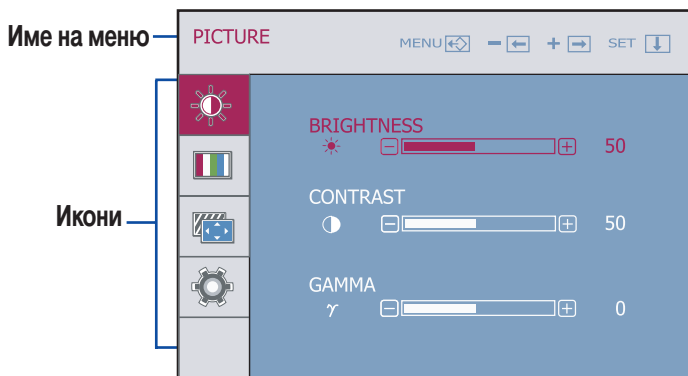 Име на меню
PICTURE
MENU - + SET
BRIGHTNESS
- + 50
CONTRAST
- + 50
Икони
GAMMA
γ - + 0